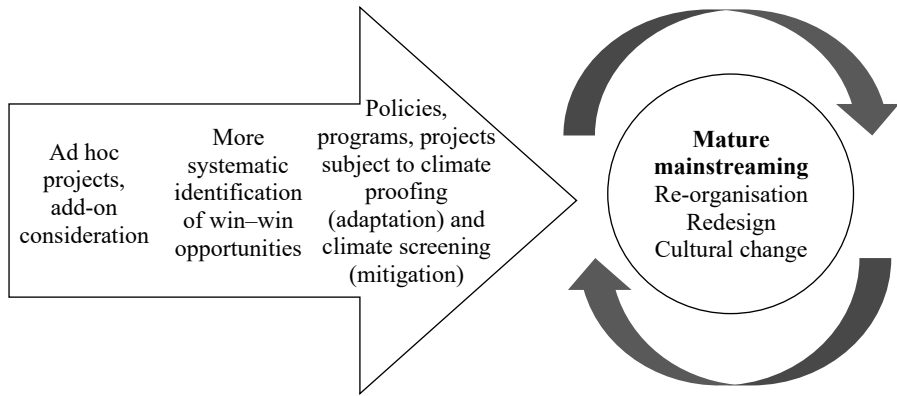 Ad hoc
projects,
add-on
consideration
More
systematic
identification
of win–win
opportunities
Policies,
programs, projects
subject to climate
proofing
(adaptation) and
climate screening
(mitigation)
Mature
mainstreaming
Re-organisation
Redesign
Cultural change